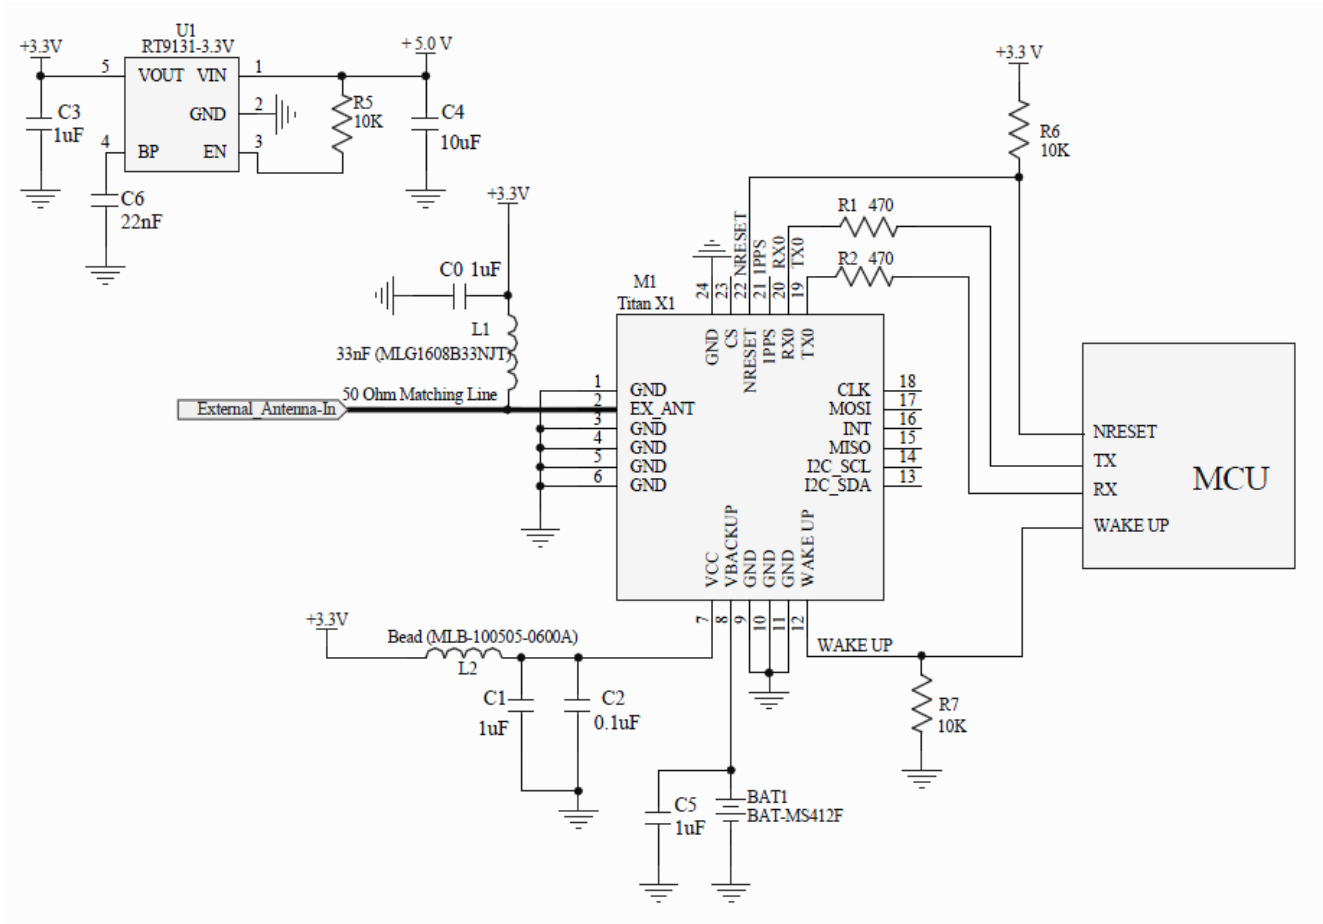 U1
RT9131-3.3V
+3.3V
+ 5.0 V
5
VOUT
VIN
1
GND
2
4
BP
EN
3
C3
1uF
R5
10K
C4
10uF
C6
22nF
+3.3V
C0 1uF
L1
33nF (MLG1608B33NJT)
50 Ohm Matching Line
External_Antenna-In
+3.3 V
R6
10K
R1 470
R2 470
NRESET
1PPS
RX0
TX0
24
23
22
21
20
19
M1
Titan X1
GND
CS
NRESET
1PPS
RX0
TX0
1
GND
2
EX_ANT
3
GND
4
GND
5
GND
6
GND
CLK
18
MOSI
17
INT
16
MISO
15
I2C_SCL
14
I2C_SDA
13
VCC
VBACKUP
GND
GND
GND
WAKE UP
7
8
9
10
11
12
NRESET
TX
RX
WAKE UP
MCU
+3.3V
Bead (MLB-100505-0600A)
L2
C1
1uF
C2
0.1uF
WAKE UP
R7
10K
C5
1uF
BAT1
BAT-MS412F